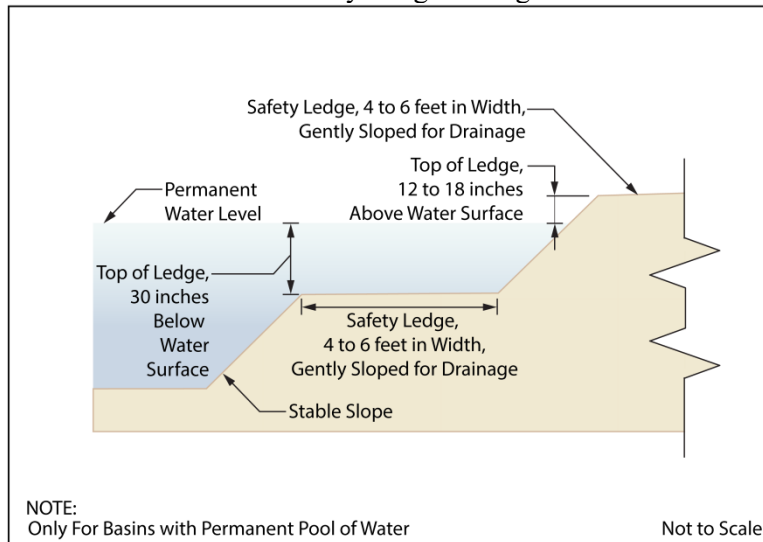 Safety Ledge, 4 to 6 feet in Width,
Gently Sloped for Drainage
Top of Ledge,
12 to 18 inches
Above Water Surface
Permanent
Water Level
Top of Ledge,
30 inches
Below
Water
Surface
Safety Ledge,
4 to 6 feet in Width,
Gently Sloped for Drainage
Stable Slope
NOTE:
Only For Basins with Permanent Pool of Water
Not to Scale